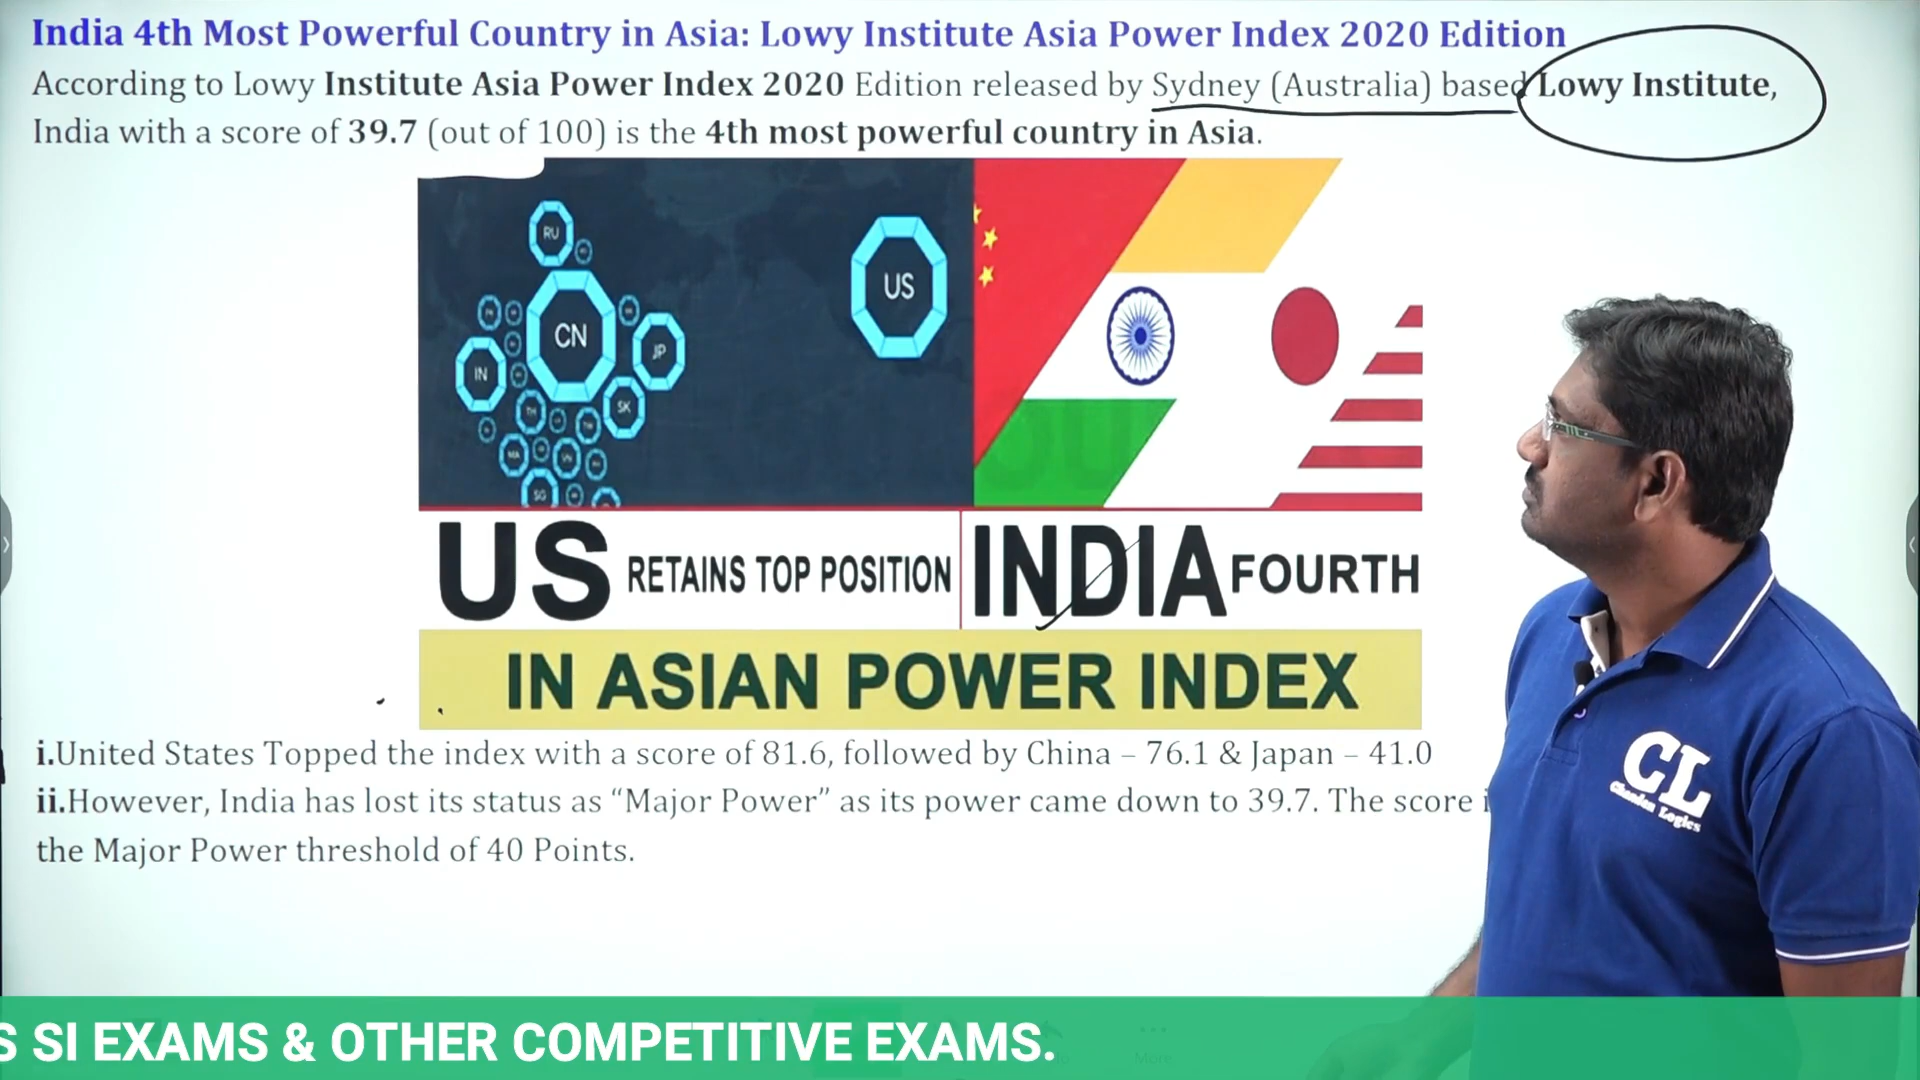 India 4th Most Powerful Country in Asia: Lowy Institute Asia Power Index 2020 Edition
According to Lowy Institute Asia Power Index 2020 Edition released by Sydney (Australia) based Lowy Institute,
India with a score of 39.7 (out of 100) is the 4th most powerful country in Asia.
RU
CN
US
JP
IN
SK
TH
MA
SG
US RETAINS TOP POSITION
INDIA FOURTH
IN ASIAN POWER INDEX
i.United States Topped the index with a score of 81.6, followed by China – 76.1 & Japan – 41.0
ii.However, India has lost its status as “Major Power” as its power came down to 39.7. The score
the Major Power threshold of 40 Points.
CL
Chandan Logics
S SI EXAMS & OTHER COMPETITIVE EXAMS.
More